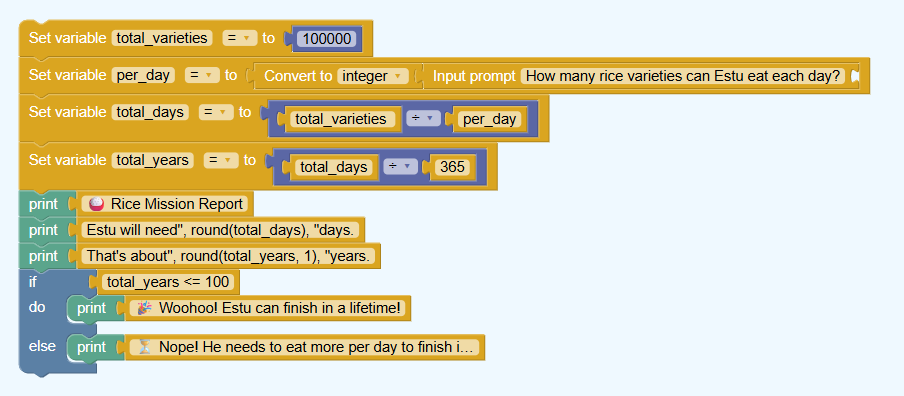 Set variable total_varieties = to 100000
Set variable per_day = to Convert to integer Input prompt How many rice varieties can Estu eat each day?
Set variable total_days = to total_varieties ÷ per_day
Set variable total_years = to total_days ÷ 365
print 🍚 Rice Mission Report
print Estu will need", round(total_days), "days.
print That's about", round(total_years, 1), "years.
if total_years <= 100
do print 🎉 Woohoo! Estu can finish in a lifetime!
else print ⏳ Nope! He needs to eat more per day to finish i...